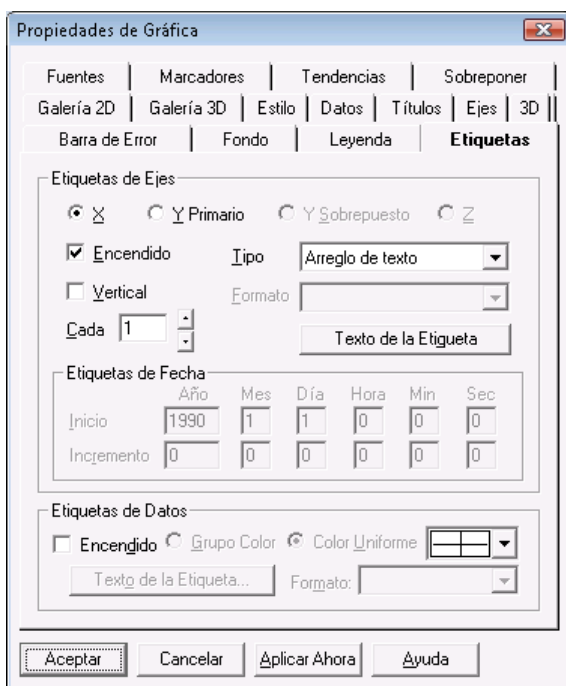 Propiedades de Gráfica
Fuentes Marcadores Tendencias Sobreponer
Galería 2D Galería 3D Estilo Datos Títulos Ejes 3D
Barra de Error Fondo Leyenda Etiquetas
Etiquetas de Ejes
X Y Primario Y Sobrepuesto Z
Encendido Tipo Arreglo de texto
Vertical Formato
Cada 1 Texto de la Etigueta
Etiquetas de Fecha
Año Mes Día Hora Min Sec
Inicio 1990 1 1 0 0 0
Incremento 0 0 0 0 0 0
Etiquetas de Datos
Encendido Grupo Color Color Uniforme
Texto de la Etiqueta... Formato:
Aceptar Cancelar Aplicar Ahora Ayuda